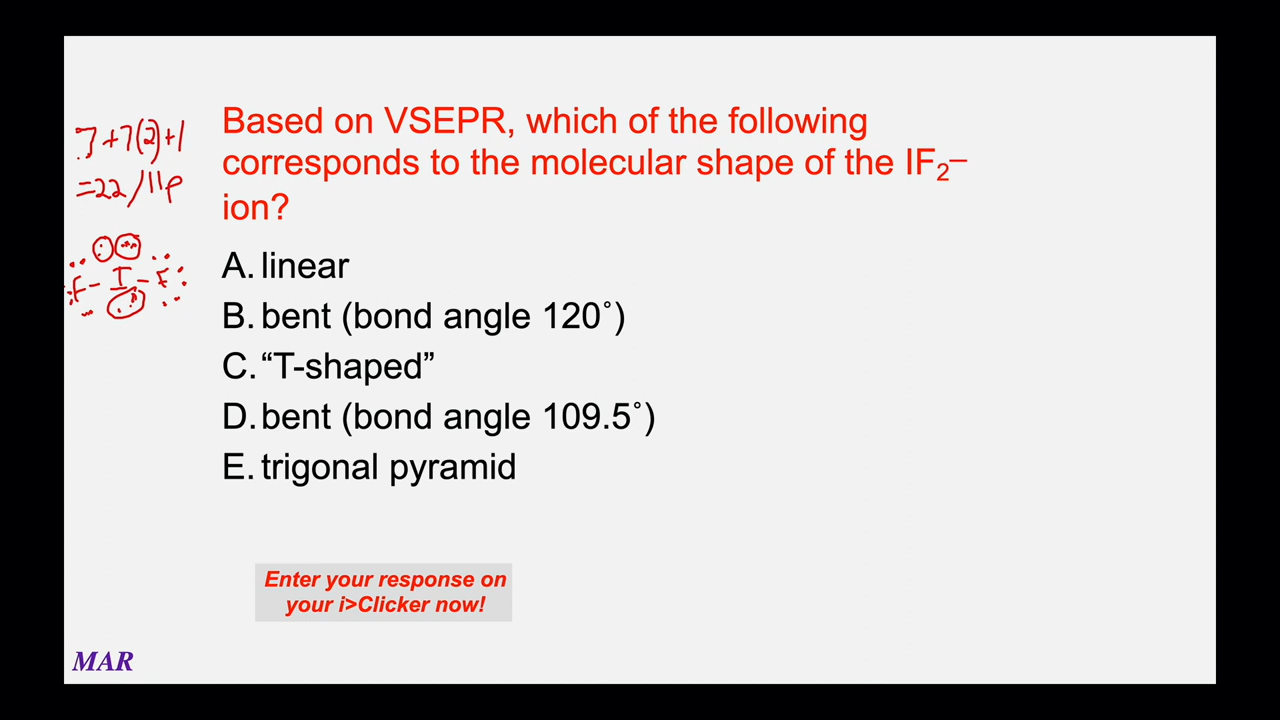 7+7(2)+1
=22/11p
F-I-F
Based on VSEPR, which of the following
corresponds to the molecular shape of the IF₂⁻
ion?
A. linear
B. bent (bond angle 120˚)
C. “T-shaped”
D. bent (bond angle 109.5˚)
E. trigonal pyramid
Enter your response on
your i>Clicker now!
MAR